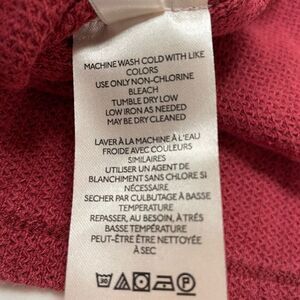 MACHINE WASH COLD WITH LIKE
COLORS
USE ONLY NON-CHLORINE
BLEACH
TUMBLE DRY LOW
LOW IRON AS NEEDED
MAY BE DRY CLEANED
LAVER À LA MACHINE À L'EAU
FROIDE AVEC COULEURS
SIMILAIRES
UTILISER UN AGENT DE
BLANCHIMENT SANS CHLORE SI
NÉCESSAIRE
SECHER PAR CULBUTAGE À BASSE
TEMPERATURE
REPASSER, AU BESOIN, À TRÉS
BASSE TEMPÉRATURE
PEUT-ÊTRE ÊTRE NETTOYÉE
À SEC
30 P